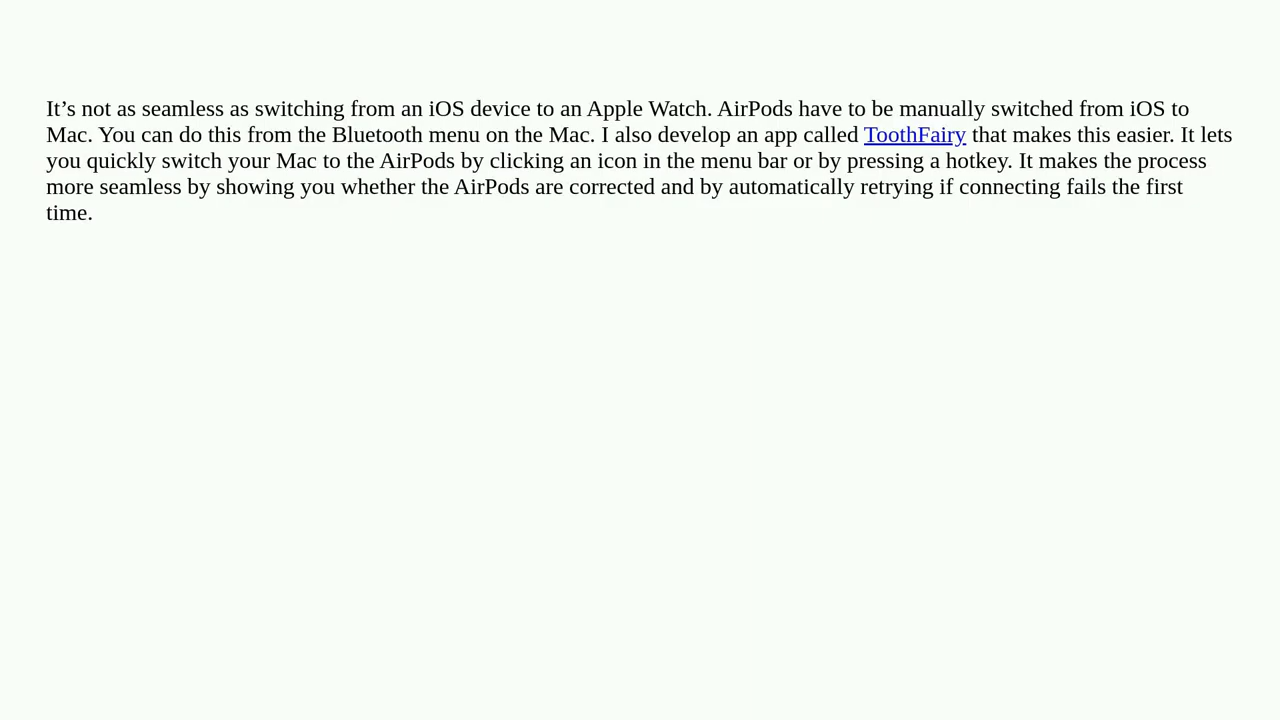 It’s not as seamless as switching from an iOS device to an Apple Watch. AirPods have to be manually switched from iOS to
Mac. You can do this from the Bluetooth menu on the Mac. I also develop an app called ToothFairy that makes this easier. It lets
you quickly switch your Mac to the AirPods by clicking an icon in the menu bar or by pressing a hotkey. It makes the process
more seamless by showing you whether the AirPods are corrected and by automatically retrying if connecting fails the first
time.